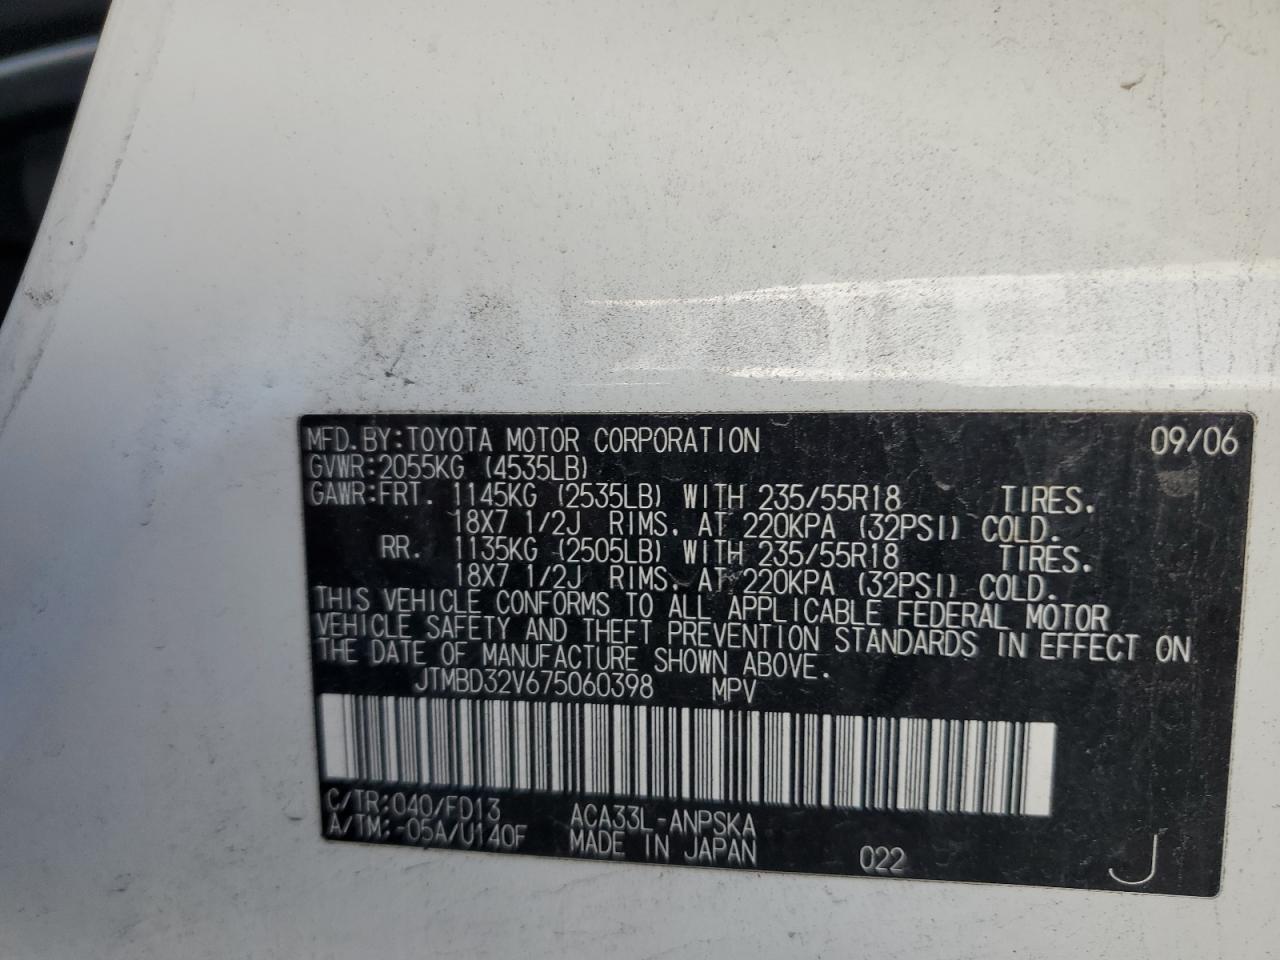 MFD. BY: TOYOTA MOTOR CORPORATION 09/06
GVWR: 2055KG (4535LB)
GAWR: FRT. 1145KG (2535LB) WITH 235/55R18 TIRES.
18X7 1/2J RIMS, AT 220KPA (32PSI) COLD.
RR. 1135KG (2505LB) WITH 235/55R18 TIRES.
18X7 1/2J RIMS, AT 220KPA (32PSI) COLD.
THIS VEHICLE CONFORMS TO ALL APPLICABLE FEDERAL MOTOR
VEHICLE SAFETY AND THEFT PREVENTION STANDARDS IN EFFECT ON
THE DATE OF MANUFACTURE SHOWN ABOVE.
JTMBD32V675060398 MPV
C/TR: 040/FD13 ACA33L-ANPSKA
A/TM: -05A/U140F MADE IN JAPAN 022 J